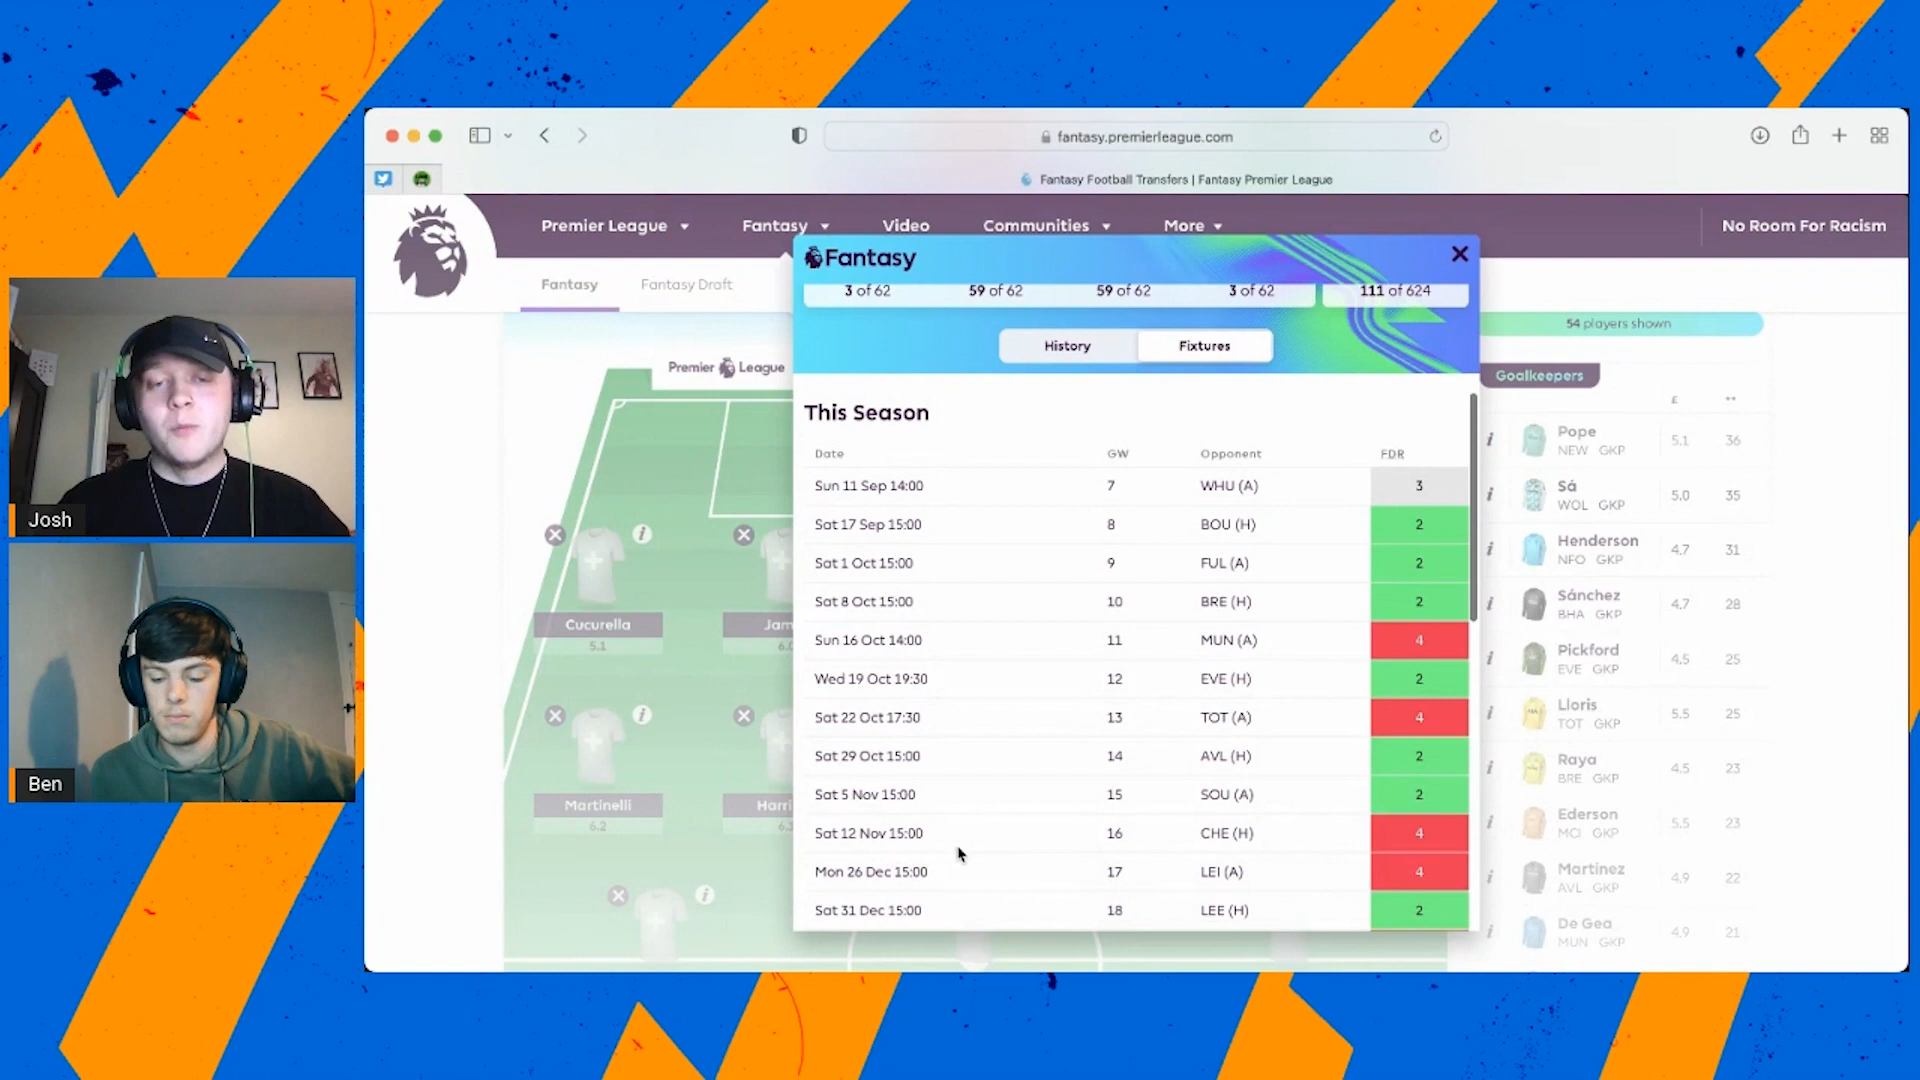 fantasy.premierleague.com
Fantasy Football Transfers | Fantasy Premier League
Premier League
Fantasy
Video
Communities
More
No Room For Racism
Fantasy
Fantasy Draft
Fantasy
3 of 62
59 of 62
59 of 62
3 of 62
111 of 624
History
Fixtures
54 players shown
Premier League
Goalkeepers
This Season
Date GW Opponent FDR
Sun 11 Sep 14:00 7 WHU (A) 3
Sat 17 Sep 15:00 8 BOU (H) 2
Sat 1 Oct 15:00 9 FUL (A) 2
Sat 8 Oct 15:00 10 BRE (H) 2
Sun 16 Oct 14:00 11 MUN (A) 4
Wed 19 Oct 19:30 12 EVE (H) 2
Sat 22 Oct 17:30 13 TOT (A) 4
Sat 29 Oct 15:00 14 AVL (H) 2
Sat 5 Nov 15:00 15 SOU (A) 2
Sat 12 Nov 15:00 16 CHE (H) 4
Mon 26 Dec 15:00 17 LEI (A) 4
Sat 31 Dec 15:00 18 LEE (H) 2
£ **
Pope 5.1 36
NEW GKP
Sá 5.0 35
WOL GKP
Henderson 4.7 31
NFO GKP
Sánchez 4.7 28
BHA GKP
Pickford 4.5 25
EVE GKP
Lloris 5.5 25
TOT GKP
Raya 4.5 23
BRE GKP
Ederson 5.5 23
MCI GKP
Martinez 4.9 22
AVL GKP
De Gea 4.9 21
MUN GKP
Cucurella
5.1
Jam
6.
Martinelli
6.2
Harri
6.
Josh
Ben